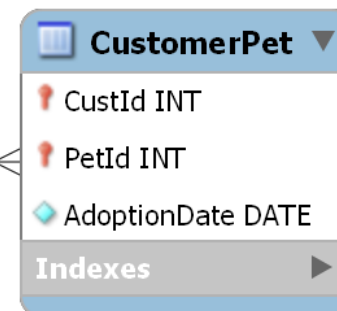 CustomerPet
CustId INT
PetId INT
AdoptionDate DATE
Indexes